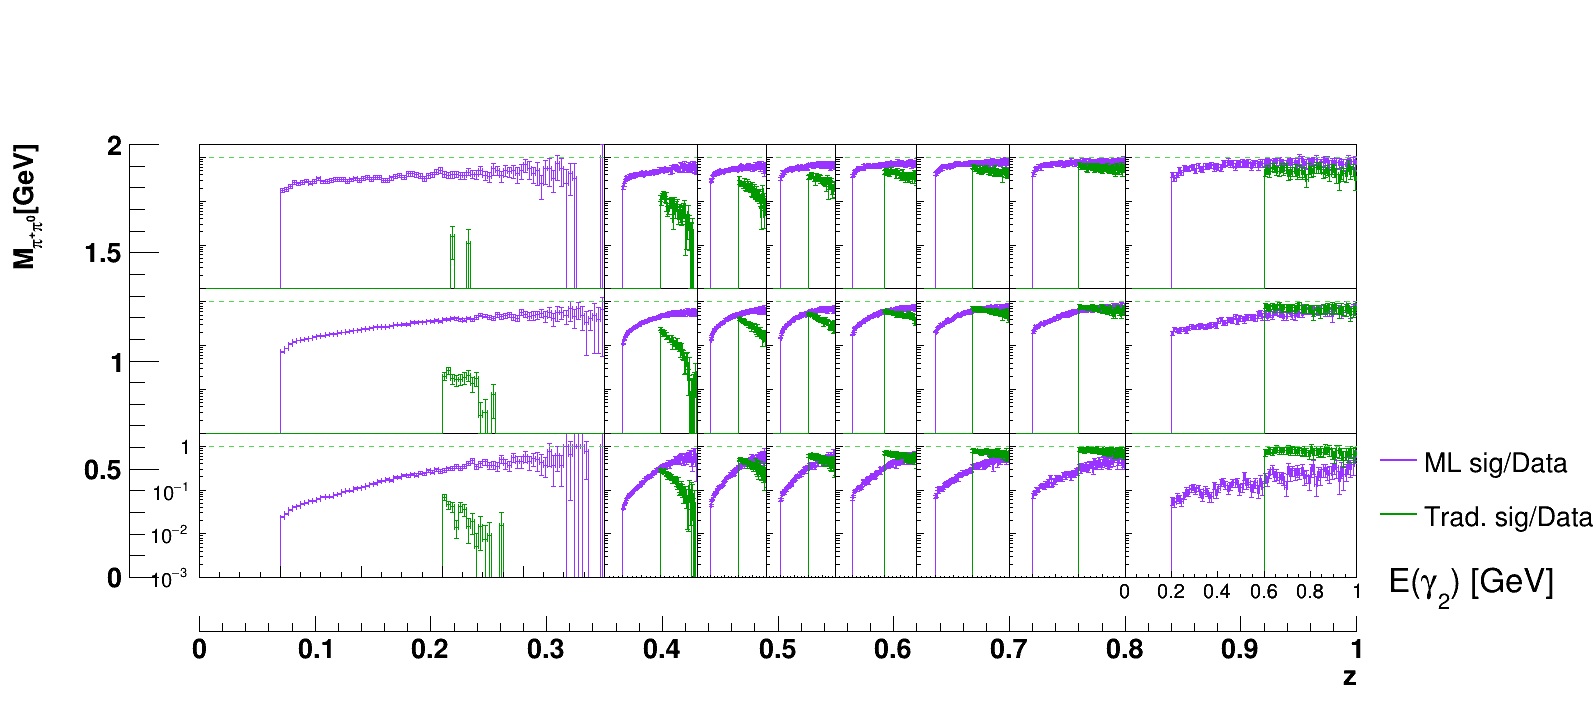 M_{π⁺π⁰}[GeV]
2
1.5
1
0.5
0
1
10⁻¹
10⁻²
10⁻³
ML sig/Data
Trad. sig/Data
E(γ₂) [GeV]
0 0.2 0.4 0.6 0.8 1
0 0.1 0.2 0.3 0.4 0.5 0.6 0.7 0.8 0.9 1
z